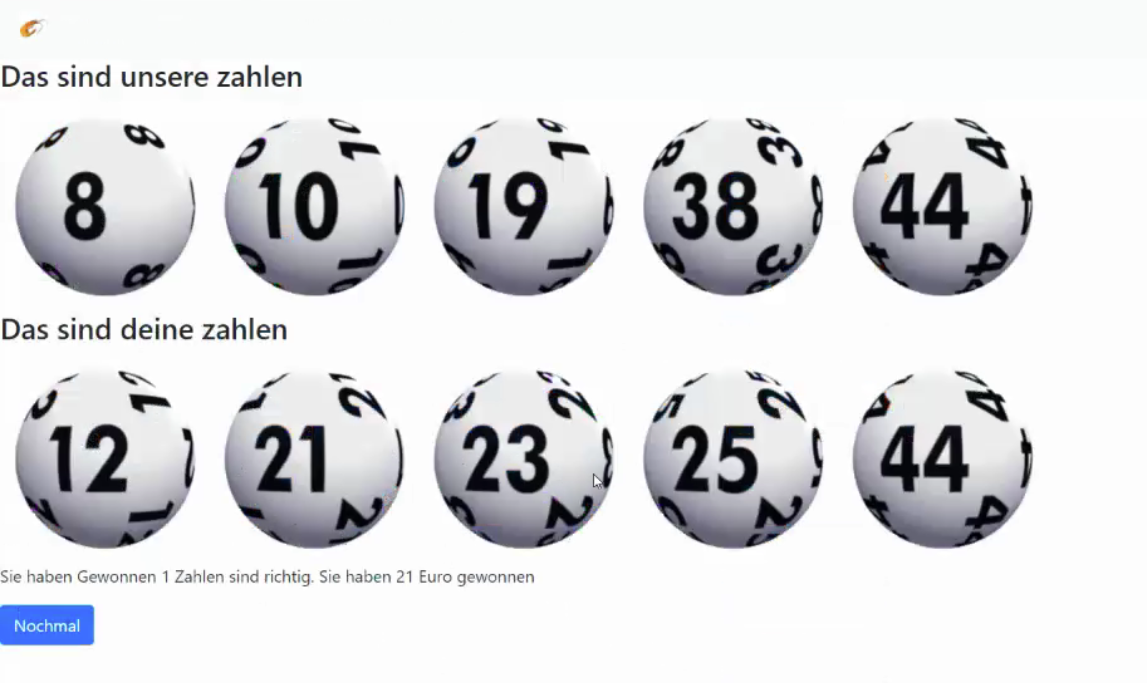 Das sind unsere zahlen
8 10 19 38 44
Das sind deine zahlen
12 21 23 25 44
Sie haben Gewonnen 1 Zahlen sind richtig. Sie haben 21 Euro gewonnen
Nochmal